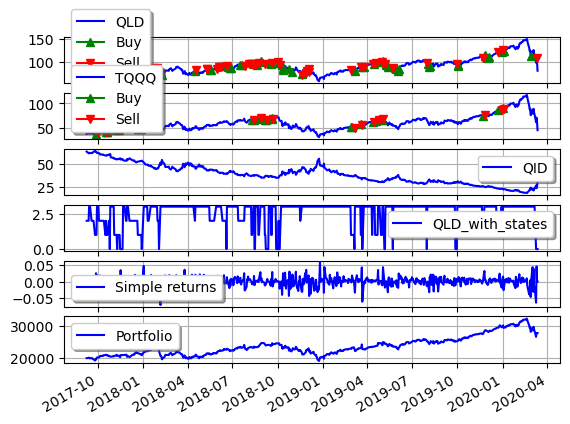 QLD
Buy
Sell
150
100
TQQQ
Buy
Sell
100
50
QID
50
25
QLD_with_states
2.5
0.0
Simple returns
0.05
0.00
−0.05
Portfolio
30000
20000
2017-10
2018-01
2018-04
2018-07
2018-10
2019-01
2019-04
2019-07
2019-10
2020-01
2020-04